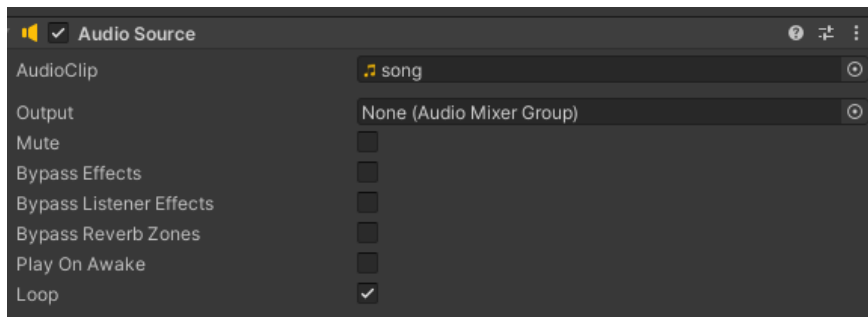 Audio Source
AudioClip song
Output None (Audio Mixer Group)
Mute
Bypass Effects
Bypass Listener Effects
Bypass Reverb Zones
Play On Awake
Loop